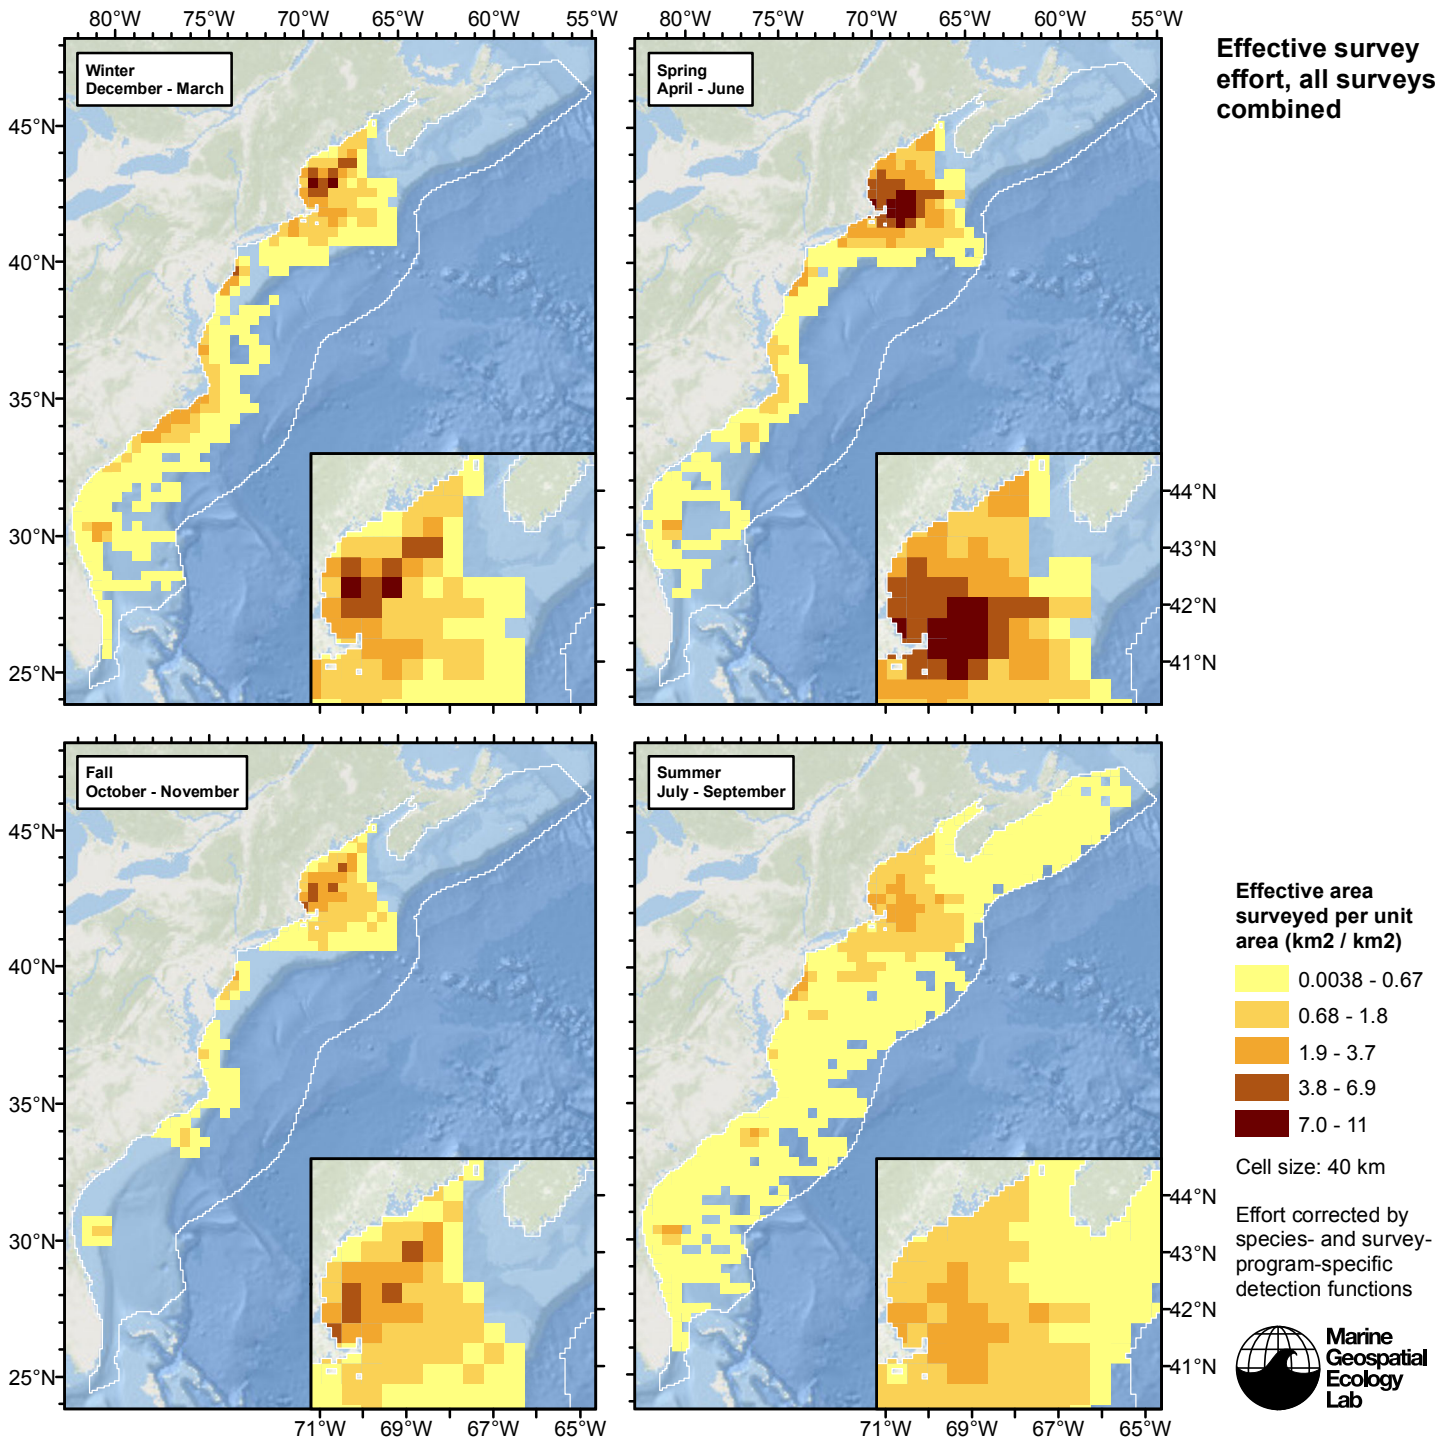 80°W 75°W 70°W 65°W 60°W 55°W
80°W 75°W 70°W 65°W 60°W 55°W
Effective survey
effort, all surveys
combined
Winter
December - March
Spring
April - June
45°N
40°N
35°N
30°N
25°N
44°N
43°N
42°N
41°N
Fall
October - November
Summer
July - September
45°N
40°N
35°N
30°N
25°N
44°N
43°N
42°N
41°N
71°W 69°W 67°W 65°W
71°W 69°W 67°W 65°W
Effective area
surveyed per unit
area (km2 / km2)
0.0038 - 0.67
0.68 - 1.8
1.9 - 3.7
3.8 - 6.9
7.0 - 11
Cell size: 40 km
Effort corrected by
species- and survey-
program-specific
detection functions
Marine
Geospatial
Ecology
Lab